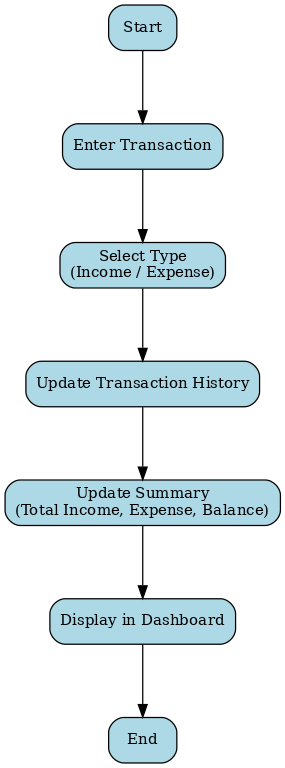 Start
Enter Transaction
Select Type
(Income / Expense)
Update Transaction History
Update Summary
(Total Income, Expense, Balance)
Display in Dashboard
End